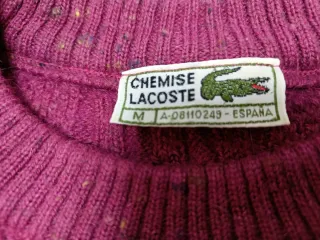 CHEMISE
LACOSTE
M A-08110249 - ESPAÑA